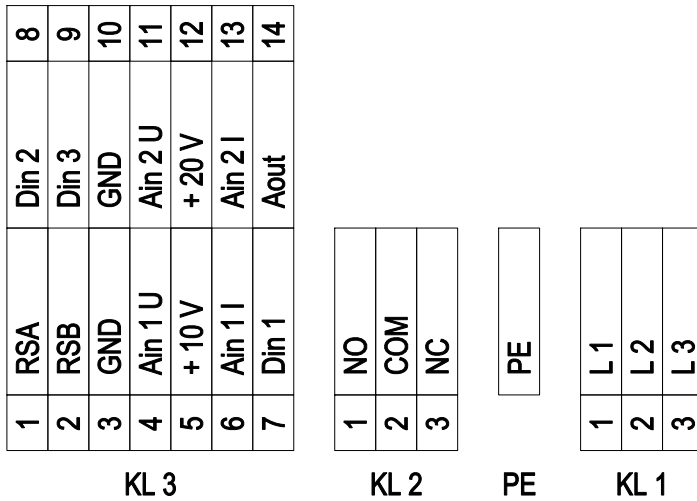 8 9 10 11 12 13 14
Din 2 Din 3 GND Ain 2 U + 20 V Ain 2 I Aout
RSA RSB GND Ain 1 U + 10 V Ain 1 I Din 1
1 2 3 4 5 6 7
KL 3
NO COM NC
1 2 3
KL 2
PE
PE
L 1 L 2 L 3
1 2 3
KL 1